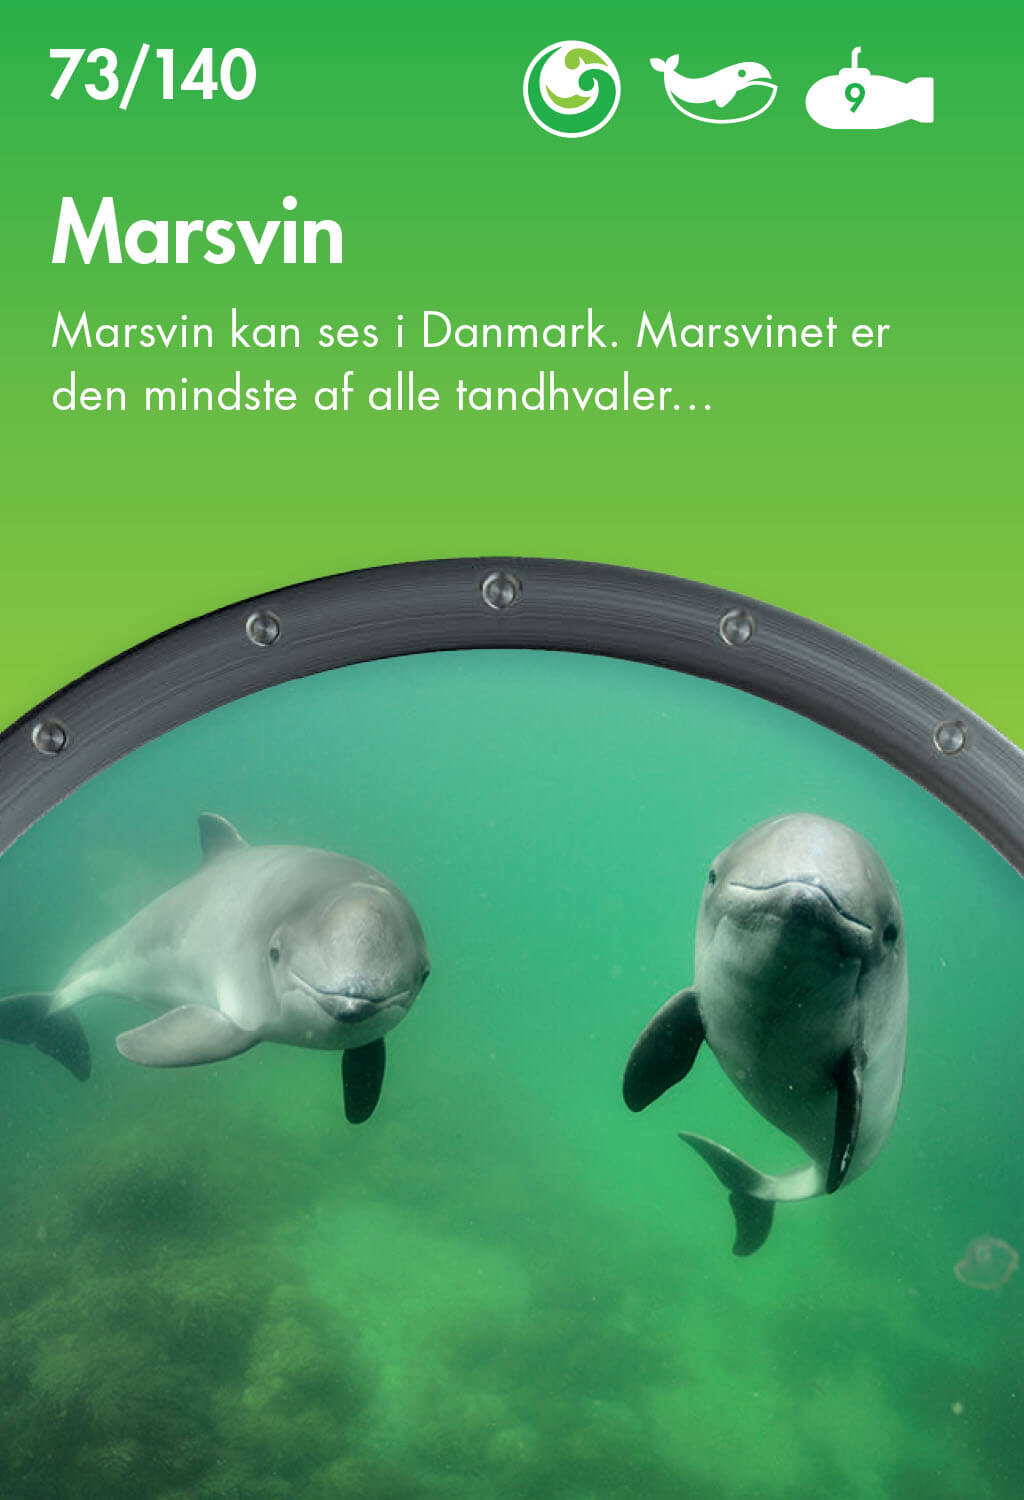 73/140
9
Marsvin
Marsvin kan ses i Danmark. Marsvinet er
den mindste af alle tandhvaler...